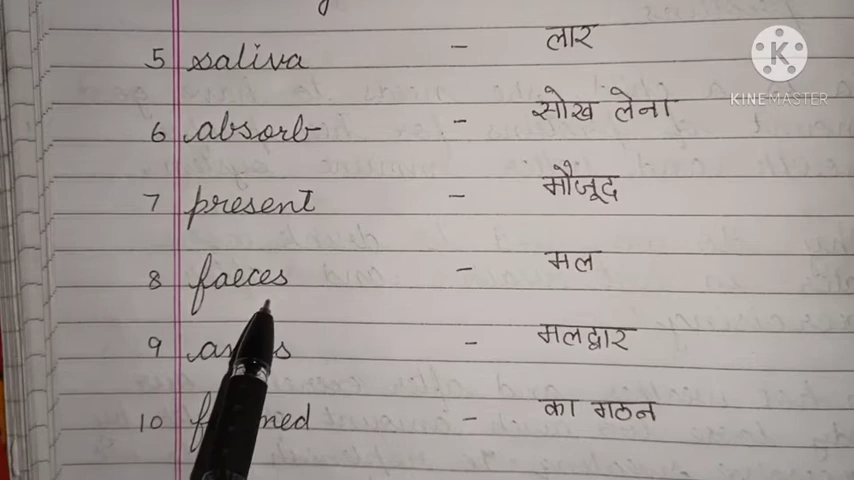 5 saliva - लार
6 absorb - सोख लेना
7 present - मौजूद
8 faeces - मल
9 - मलद्वार
10 - का गठन
KINEMASTER